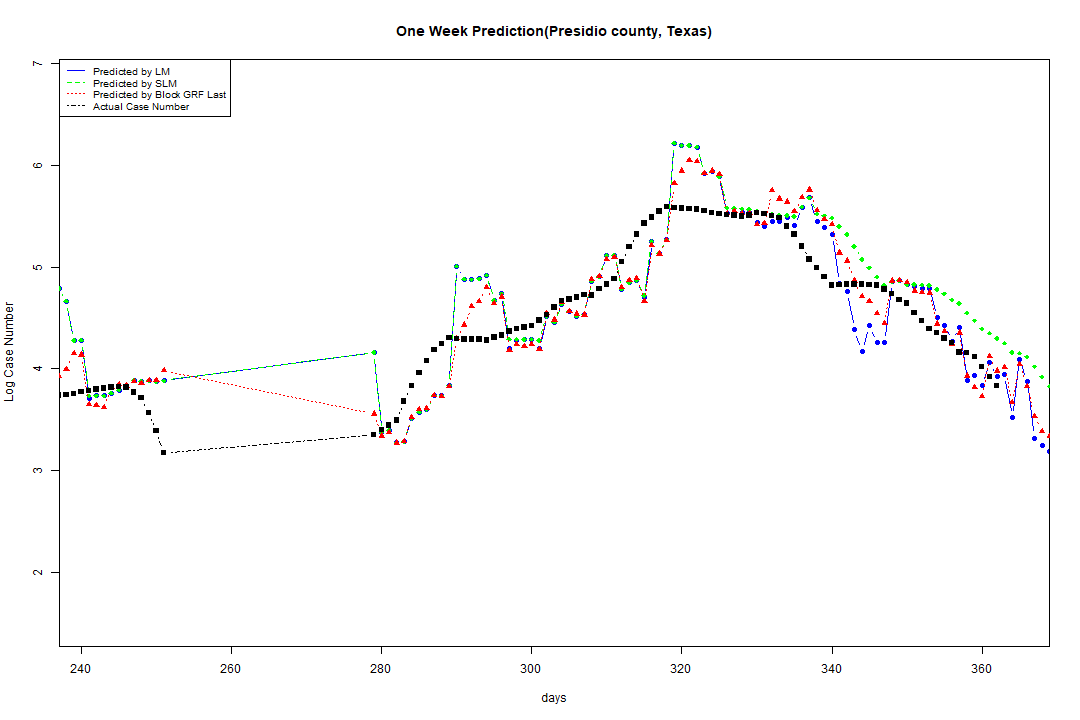 One Week Prediction(Presidio county, Texas)
Predicted by LM
Predicted by SLM
Predicted by Block GRF Last
Actual Case Number
Log Case Number
7
6
5
4
3
2
240 260 280 300 320 340 360
days